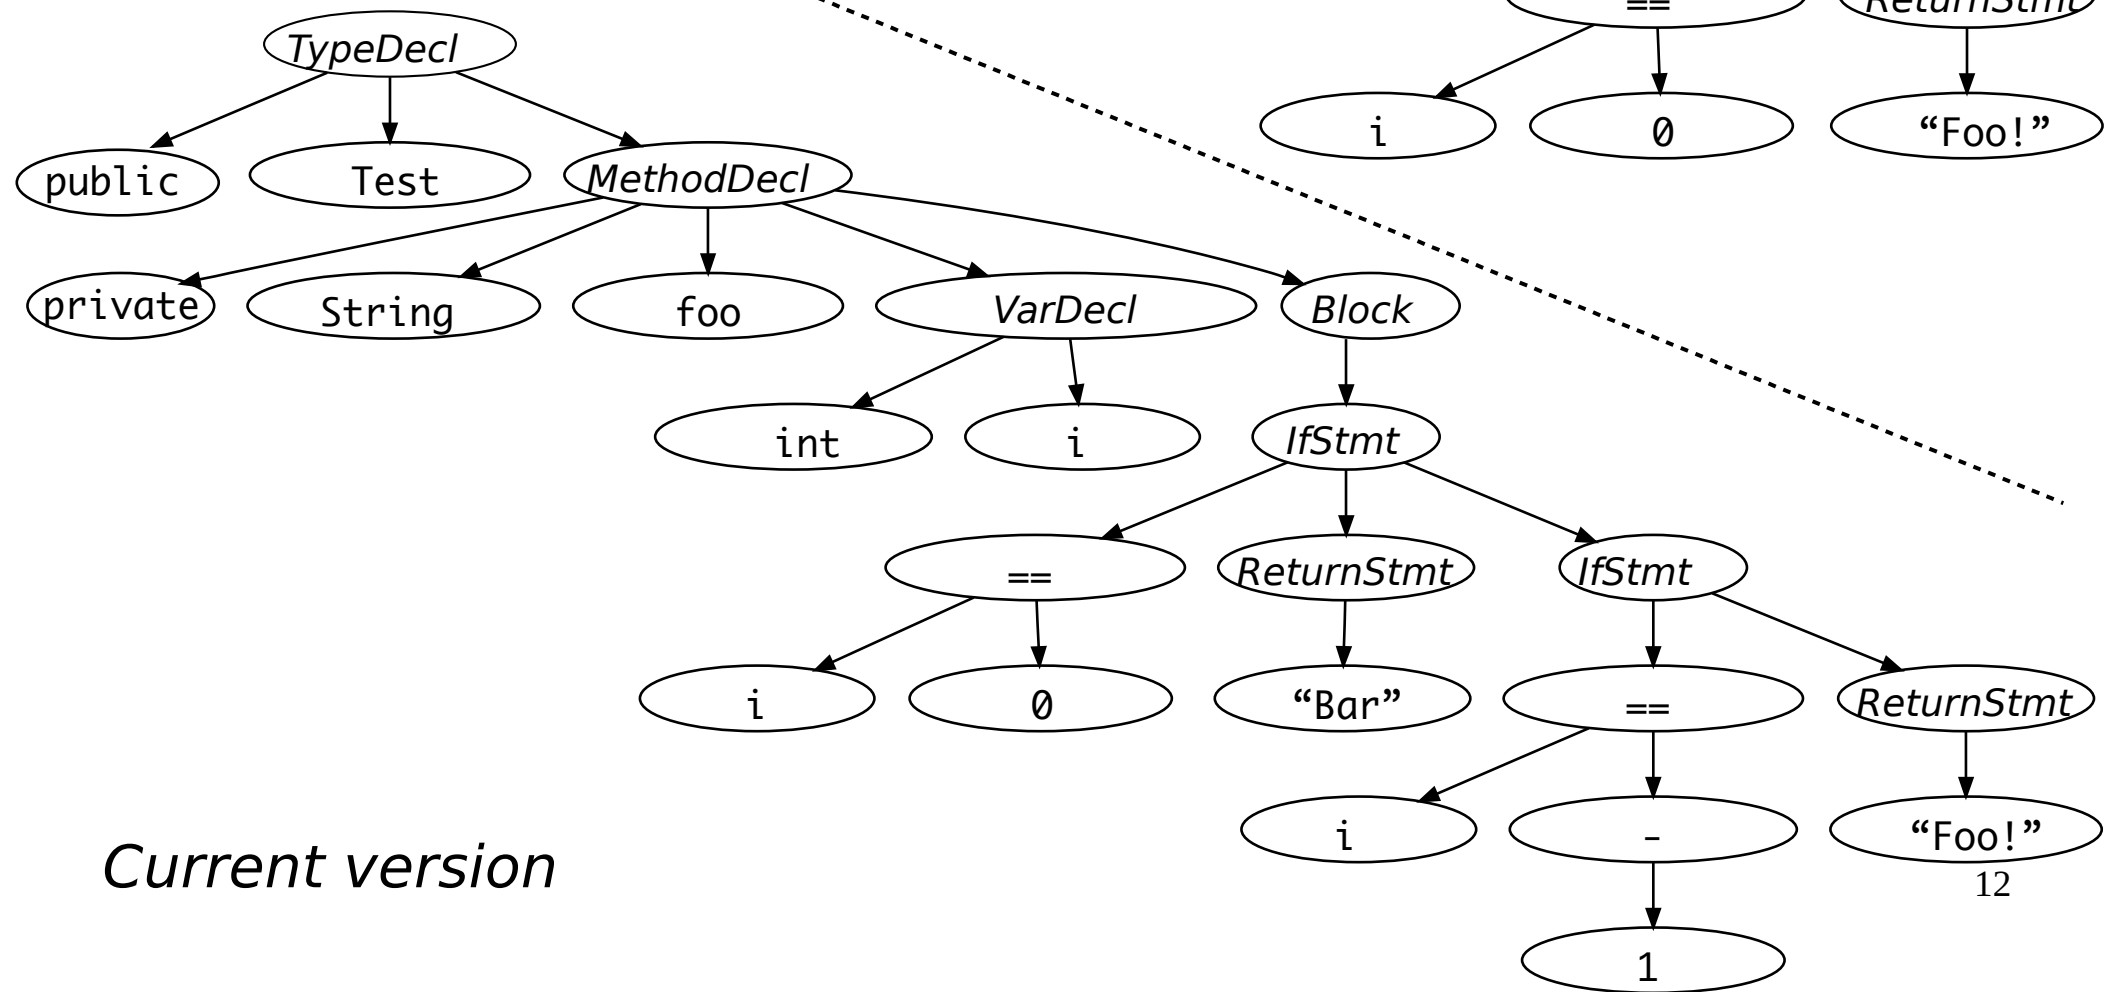 == ReturnStmt
TypeDecl
i 0 “Foo!”
public Test MethodDecl
private String foo VarDecl Block
int i IfStmt
== ReturnStmt IfStmt
i 0 “Bar” == ReturnStmt
i - “Foo!”
Current version
12
1